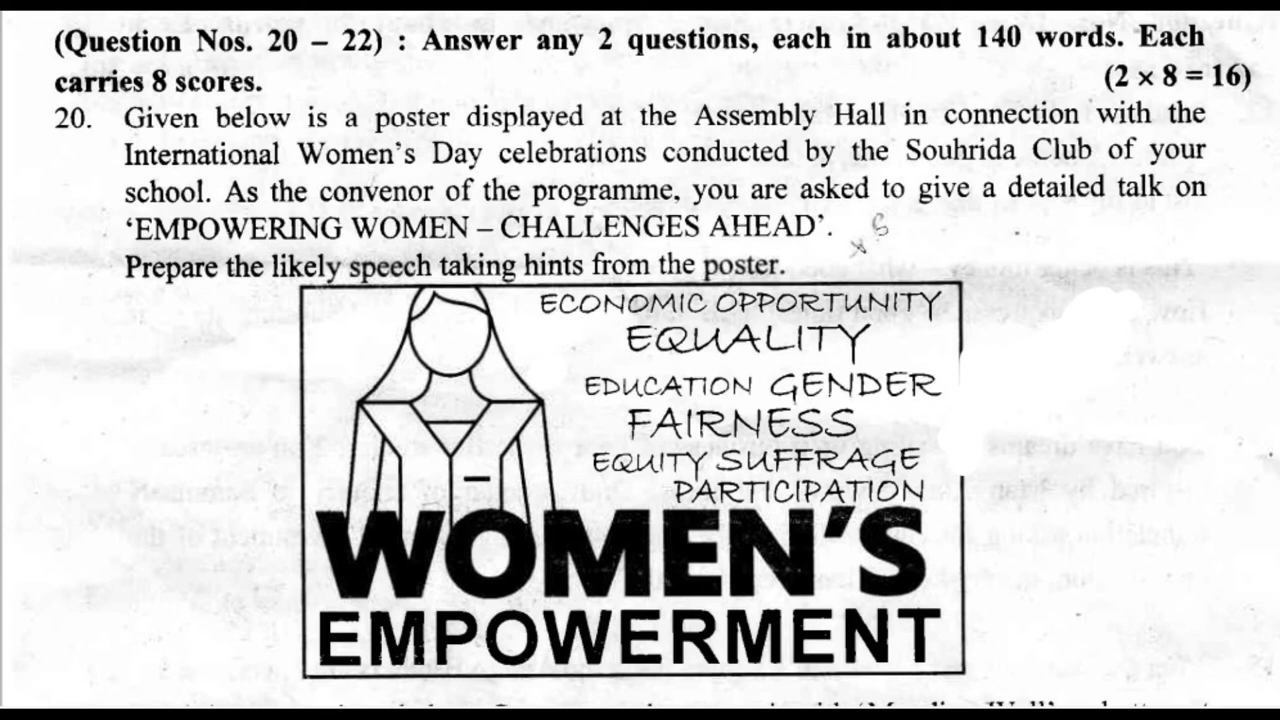 (Question Nos. 20 – 22) : Answer any 2 questions, each in about 140 words. Each
carries 8 scores. (2 × 8 = 16)
20. Given below is a poster displayed at the Assembly Hall in connection with the
International Women's Day celebrations conducted by the Souhrida Club of your
school. As the convenor of the programme, you are asked to give a detailed talk on
'EMPOWERING WOMEN – CHALLENGES AHEAD'.
Prepare the likely speech taking hints from the poster.
ECONOMIC OPPORTUNITY
EQUALITY
EDUCATION GENDER
FAIRNESS
EQUITY SUFFRAGE
PARTICIPATION
WOMEN'S
EMPOWERMENT